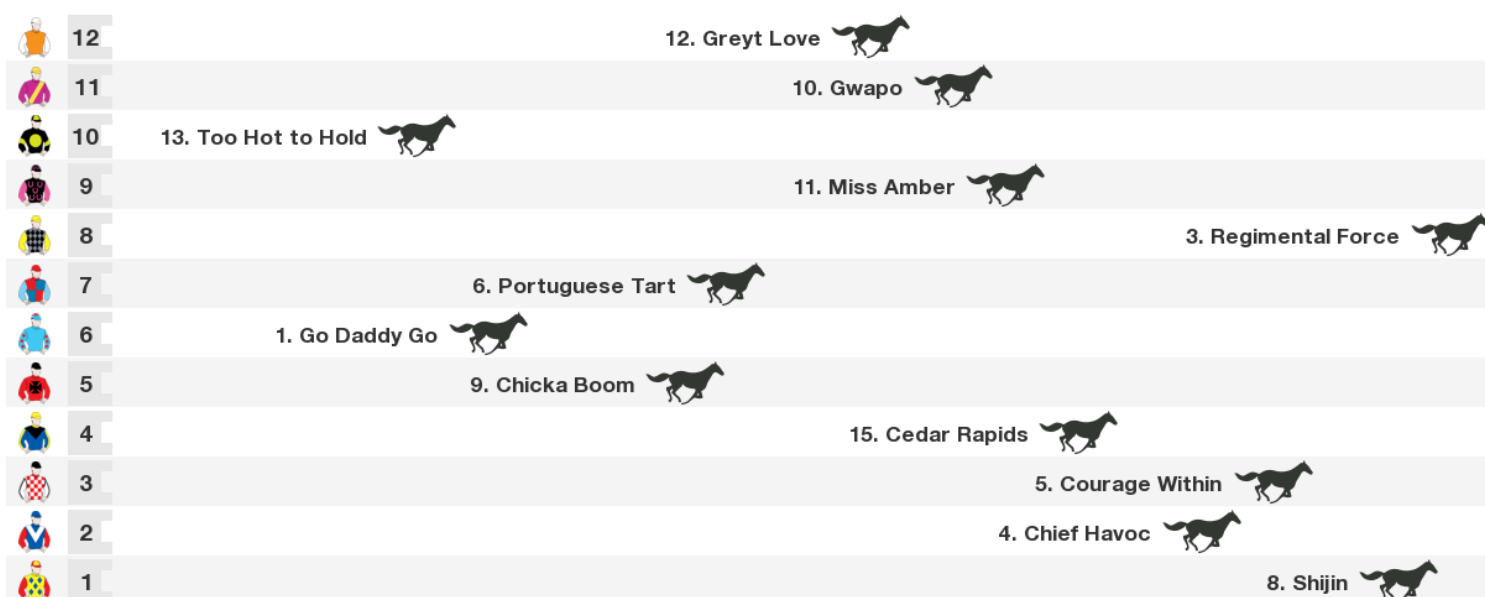 12 12. Greyt Love
11 10. Gwapo
10 13. Too Hot to Hold
9 11. Miss Amber
8 3. Regimental Force
7 6. Portuguese Tart
6 1. Go Daddy Go
5 9. Chicka Boom
4 15. Cedar Rapids
3 5. Courage Within
2 4. Chief Havoc
1 8. Shijin